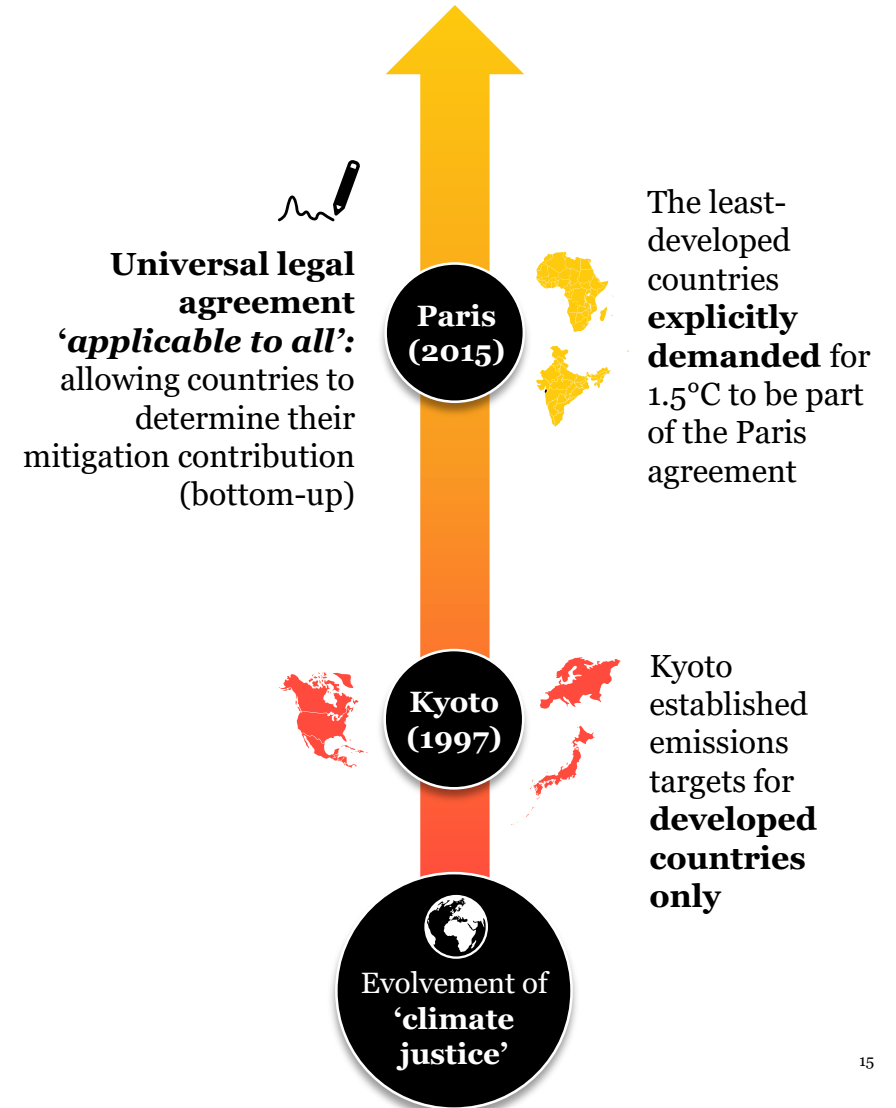 Universal legal
agreement
‘applicable to all’:
allowing countries to
determine their
mitigation contribution
(bottom-up)
Paris
(2015)
The least-
developed
countries
explicitly
demanded for
1.5°C to be part
of the Paris
agreement
Kyoto
(1997)
Kyoto
established
emissions
targets for
developed
countries
only
Evolvement of
‘climate
justice’
15